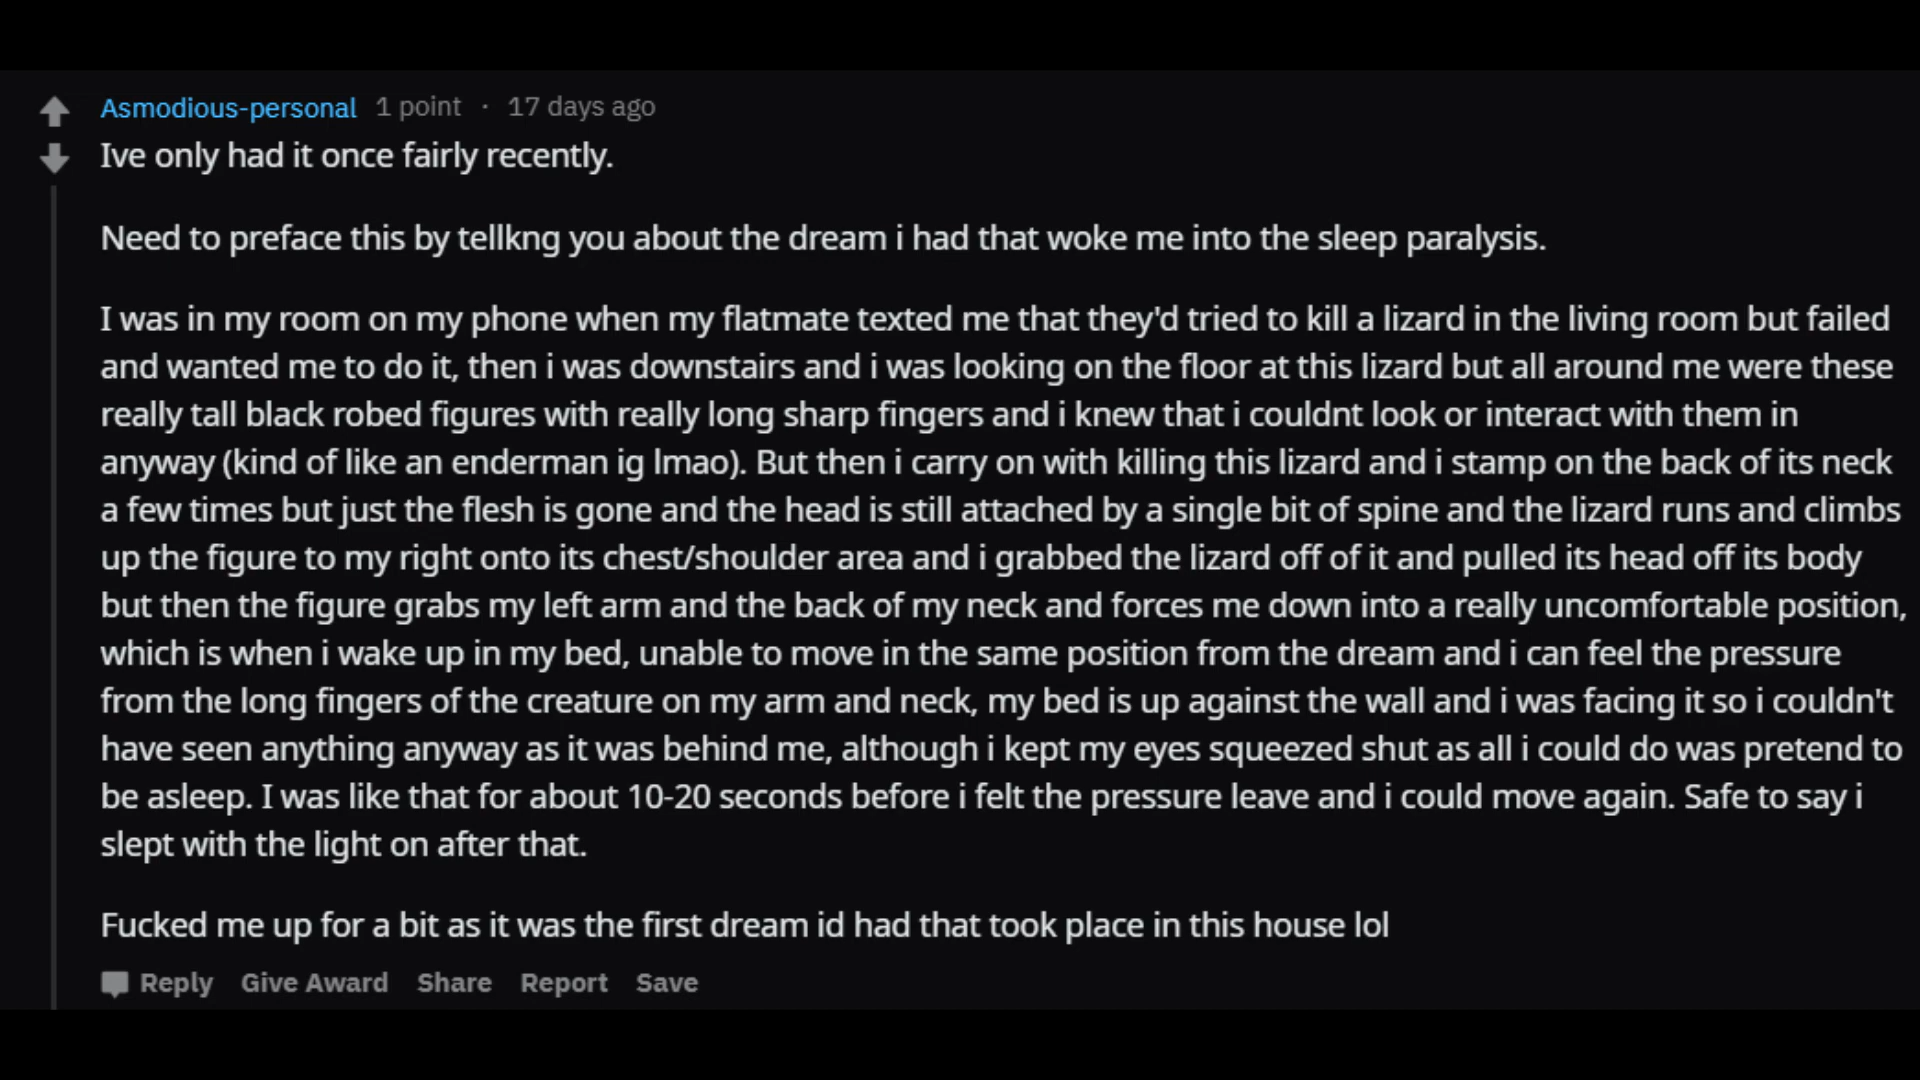 Asmodious-personal 1 point · 17 days ago
Ive only had it once fairly recently.
Need to preface this by tellkng you about the dream i had that woke me into the sleep paralysis.
I was in my room on my phone when my flatmate texted me that they'd tried to kill a lizard in the living room but failed
and wanted me to do it, then i was downstairs and i was looking on the floor at this lizard but all around me were these
really tall black robed figures with really long sharp fingers and i knew that i couldnt look or interact with them in
anyway (kind of like an enderman ig lmao). But then i carry on with killing this lizard and i stamp on the back of its neck
a few times but just the flesh is gone and the head is still attached by a single bit of spine and the lizard runs and climbs
up the figure to my right onto its chest/shoulder area and i grabbed the lizard off of it and pulled its head off its body
but then the figure grabs my left arm and the back of my neck and forces me down into a really uncomfortable position,
which is when i wake up in my bed, unable to move in the same position from the dream and i can feel the pressure
from the long fingers of the creature on my arm and neck, my bed is up against the wall and i was facing it so i couldn't
have seen anything anyway as it was behind me, although i kept my eyes squeezed shut as all i could do was pretend to
be asleep. I was like that for about 10-20 seconds before i felt the pressure leave and i could move again. Safe to say i
slept with the light on after that.
Fucked me up for a bit as it was the first dream id had that took place in this house lol
Reply Give Award Share Report Save